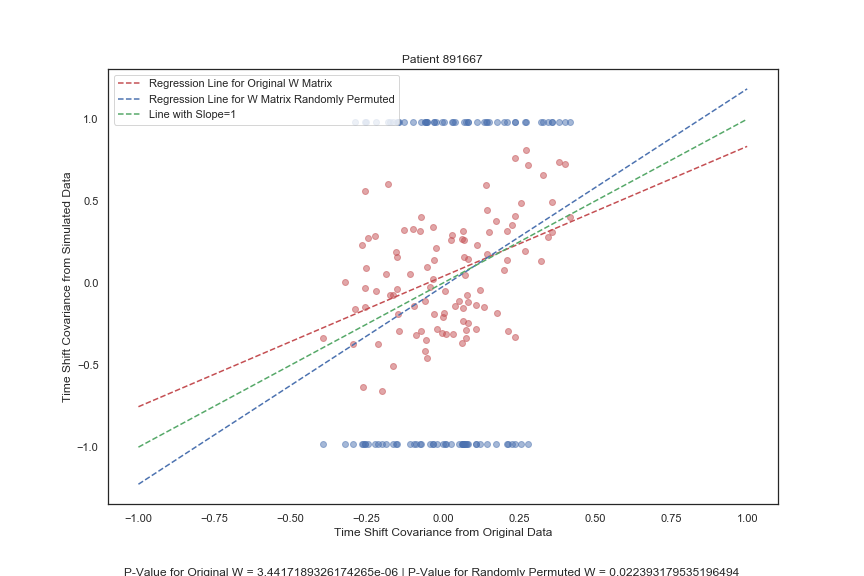 Patient 891667
Regression Line for Original W Matrix
Regression Line for W Matrix Randomly Permuted
Line with Slope=1
Time Shift Covariance from Simulated Data
1.0
0.5
0.0
−0.5
−1.0
−1.00 −0.75 −0.50 −0.25 0.00 0.25 0.50 0.75 1.00
Time Shift Covariance from Original Data
P-Value for Original W = 3.4417189326174265e-06 | P-Value for Randomly Permuted W = 0.022393179535196494